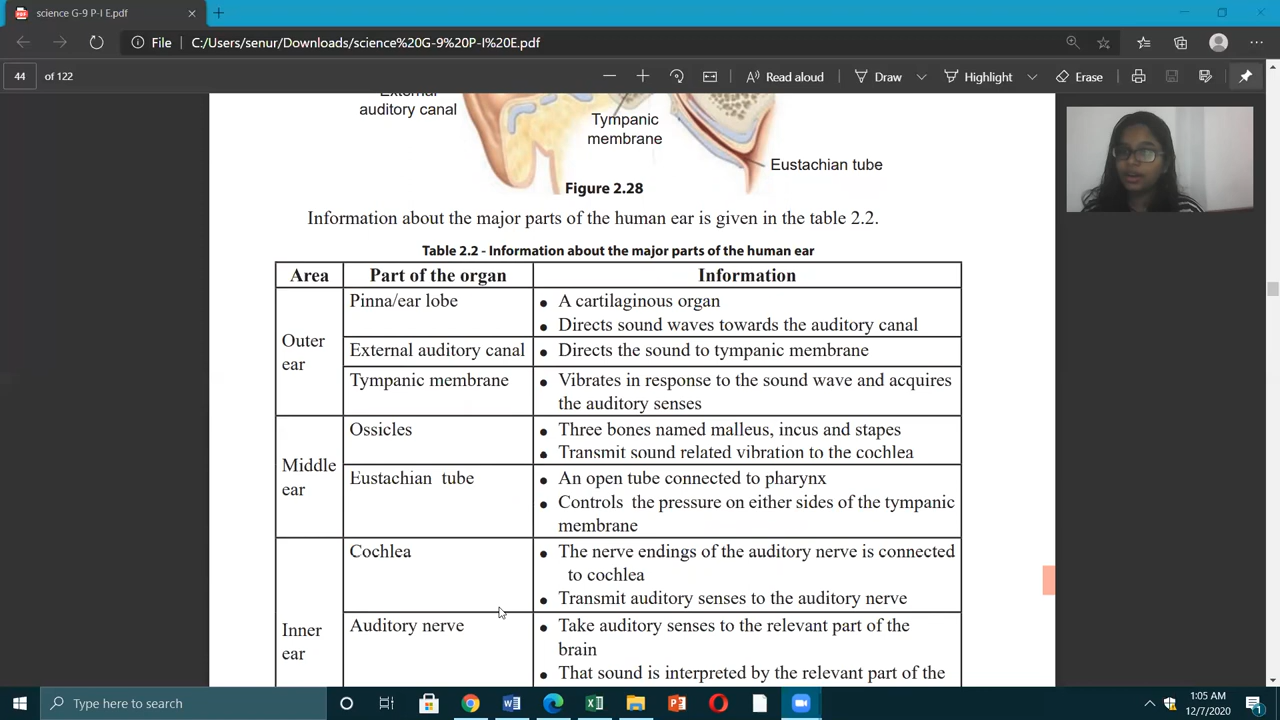 science G-9 P-I E.pdf
File C:/Users/senur/Downloads/science%20G-9%20P-I%20E.pdf
44 of 122 Read aloud Draw Highlight Erase
External
auditory canal
Tympanic
membrane
Eustachian tube
Figure 2.28
Information about the major parts of the human ear is given in the table 2.2.
Table 2.2 - Information about the major parts of the human ear
Area Part of the organ Information
Outer
ear
Pinna/ear lobe
• A cartilaginous organ
• Directs sound waves towards the auditory canal
External auditory canal
• Directs the sound to tympanic membrane
Tympanic membrane
• Vibrates in response to the sound wave and acquires
the auditory senses
Middle
ear
Ossicles
• Three bones named malleus, incus and stapes
• Transmit sound related vibration to the cochlea
Eustachian tube
• An open tube connected to pharynx
• Controls the pressure on either sides of the tympanic
membrane
Inner
ear
Cochlea
• The nerve endings of the auditory nerve is connected
to cochlea
• Transmit auditory senses to the auditory nerve
Auditory nerve
• Take auditory senses to the relevant part of the
brain
• That sound is interpreted by the relevant part of the
Type here to search
1:05 AM
12/7/2020